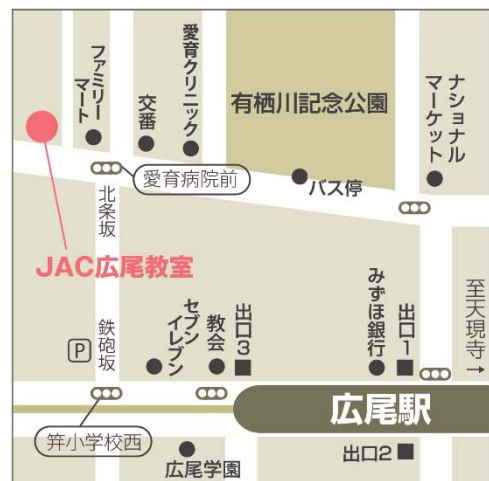 ファミリー
マート
交番
愛育クリニック
有栖川記念公園
ナショナル
マーケット
バス停
愛育病院前
北条坂
JAC広尾教室
鉄砲坂
P
セブン
イレブン
教会
出口3
みずほ銀行
出口1
至天現寺→
広尾駅
笄小学校西
広尾学園
出口2